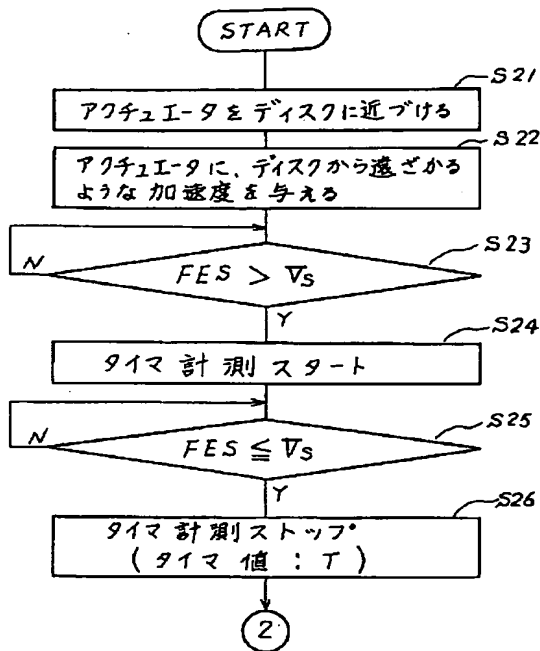 START
S21
アクチュエータをディスクに近づける
S22
アクチュエータに、ディスクから遠ざかる
ような加速度を与える
S23
N
FES > Vs
Y
S24
タイマ計測スタート
S25
N
FES ≦ Vs
Y
S26
タイマ計測ストップ
(タイマ値:T)
2